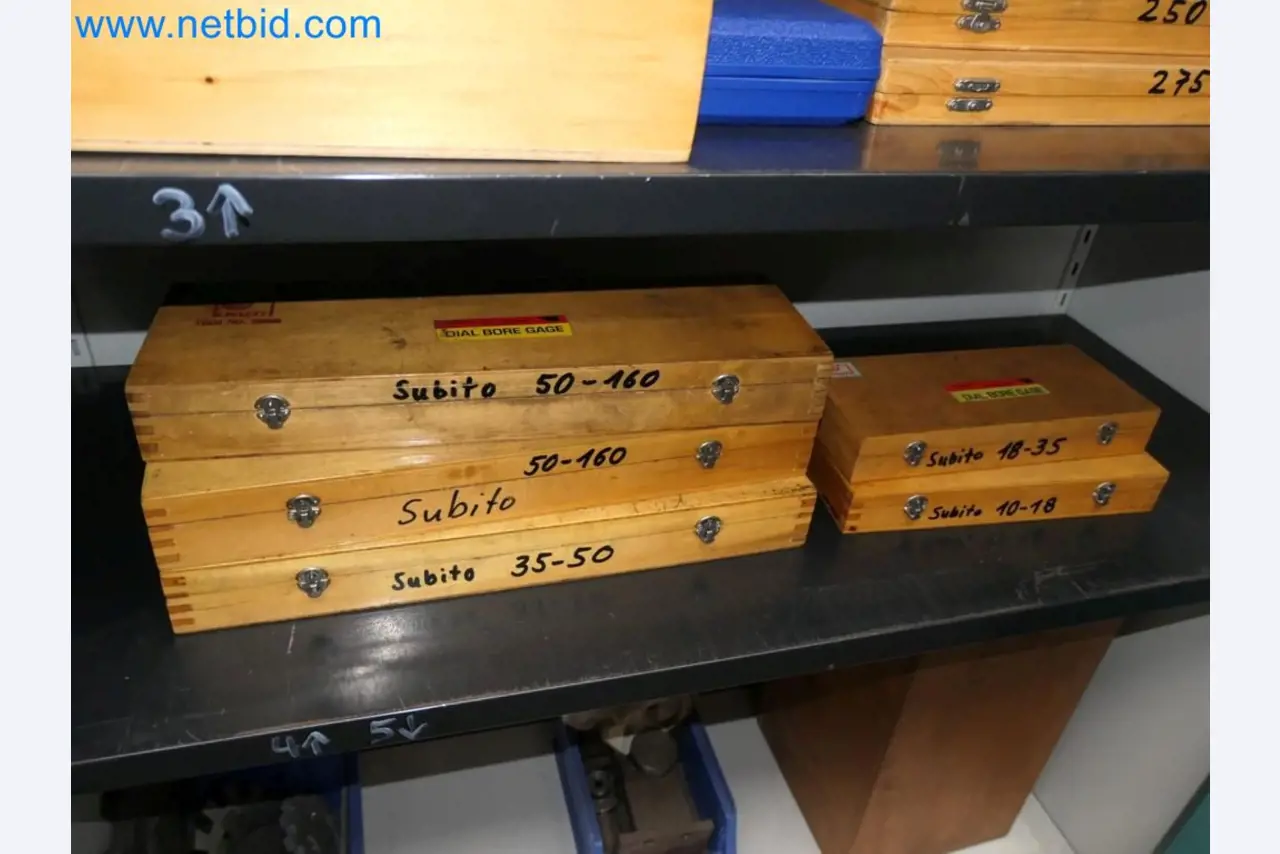 www.netbid.com
250
275
3↑
DIAL BORE GAGE
Subito 50-160
50-160
Subito
Subito 35-50
DIAL BORE GAGE
Subito 18-35
Subito 10-18
4↑ 5↓